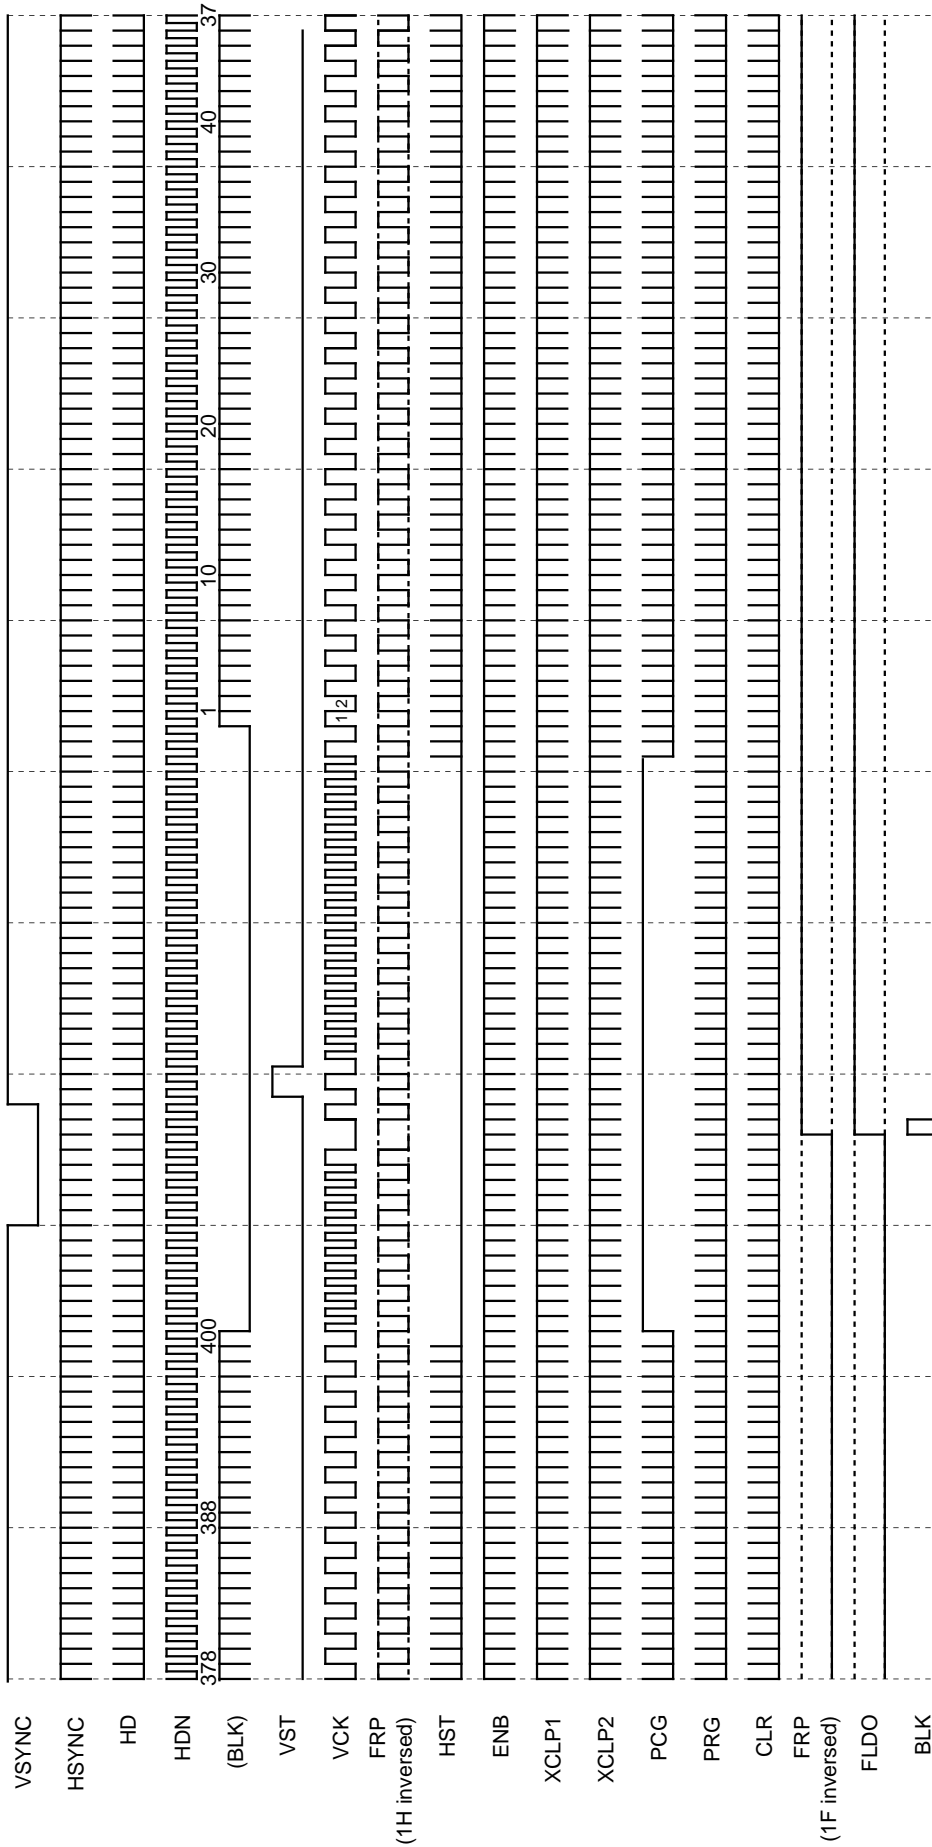 VSYNC
HSYNC
HD
HDN
378 388 400 1 10 20 30 40 37
(BLK)
VST
VCK
1 2
FRP
(1H inversed)
HST
ENB
XCLP1
XCLP2
PCG
PRG
CLR
FRP
(1F inversed)
FLDO
BLK